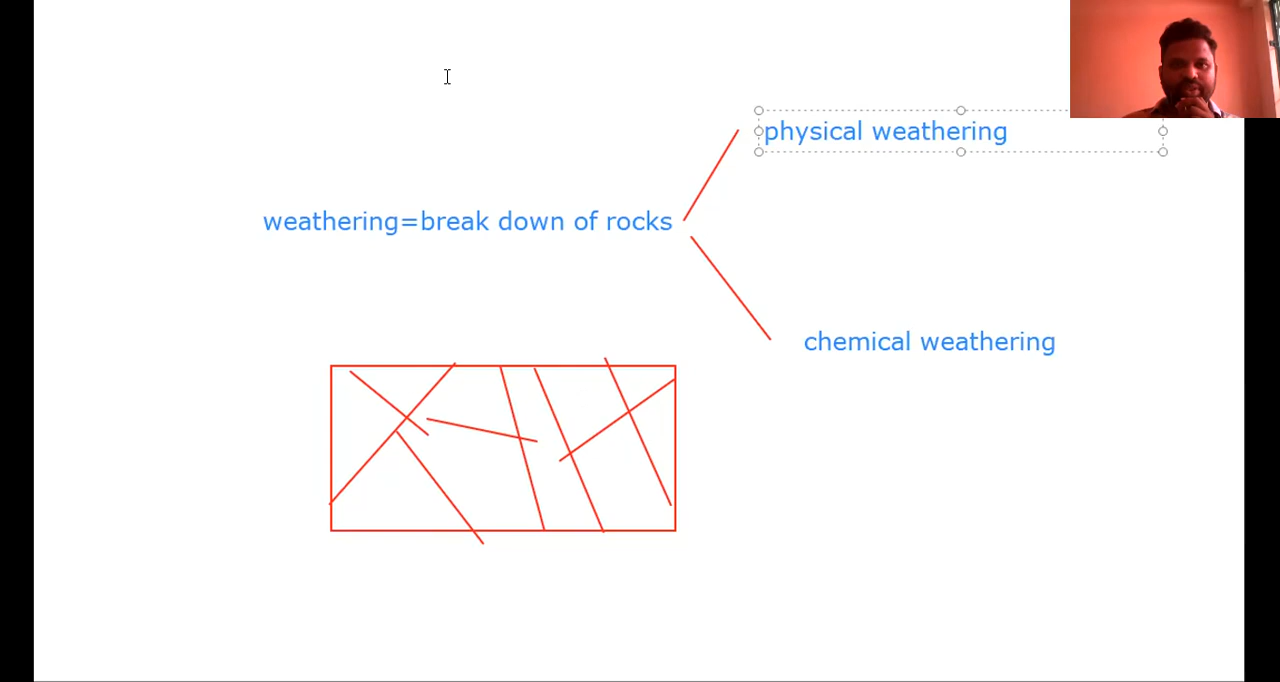 physical weathering
weathering=break down of rocks
chemical weathering